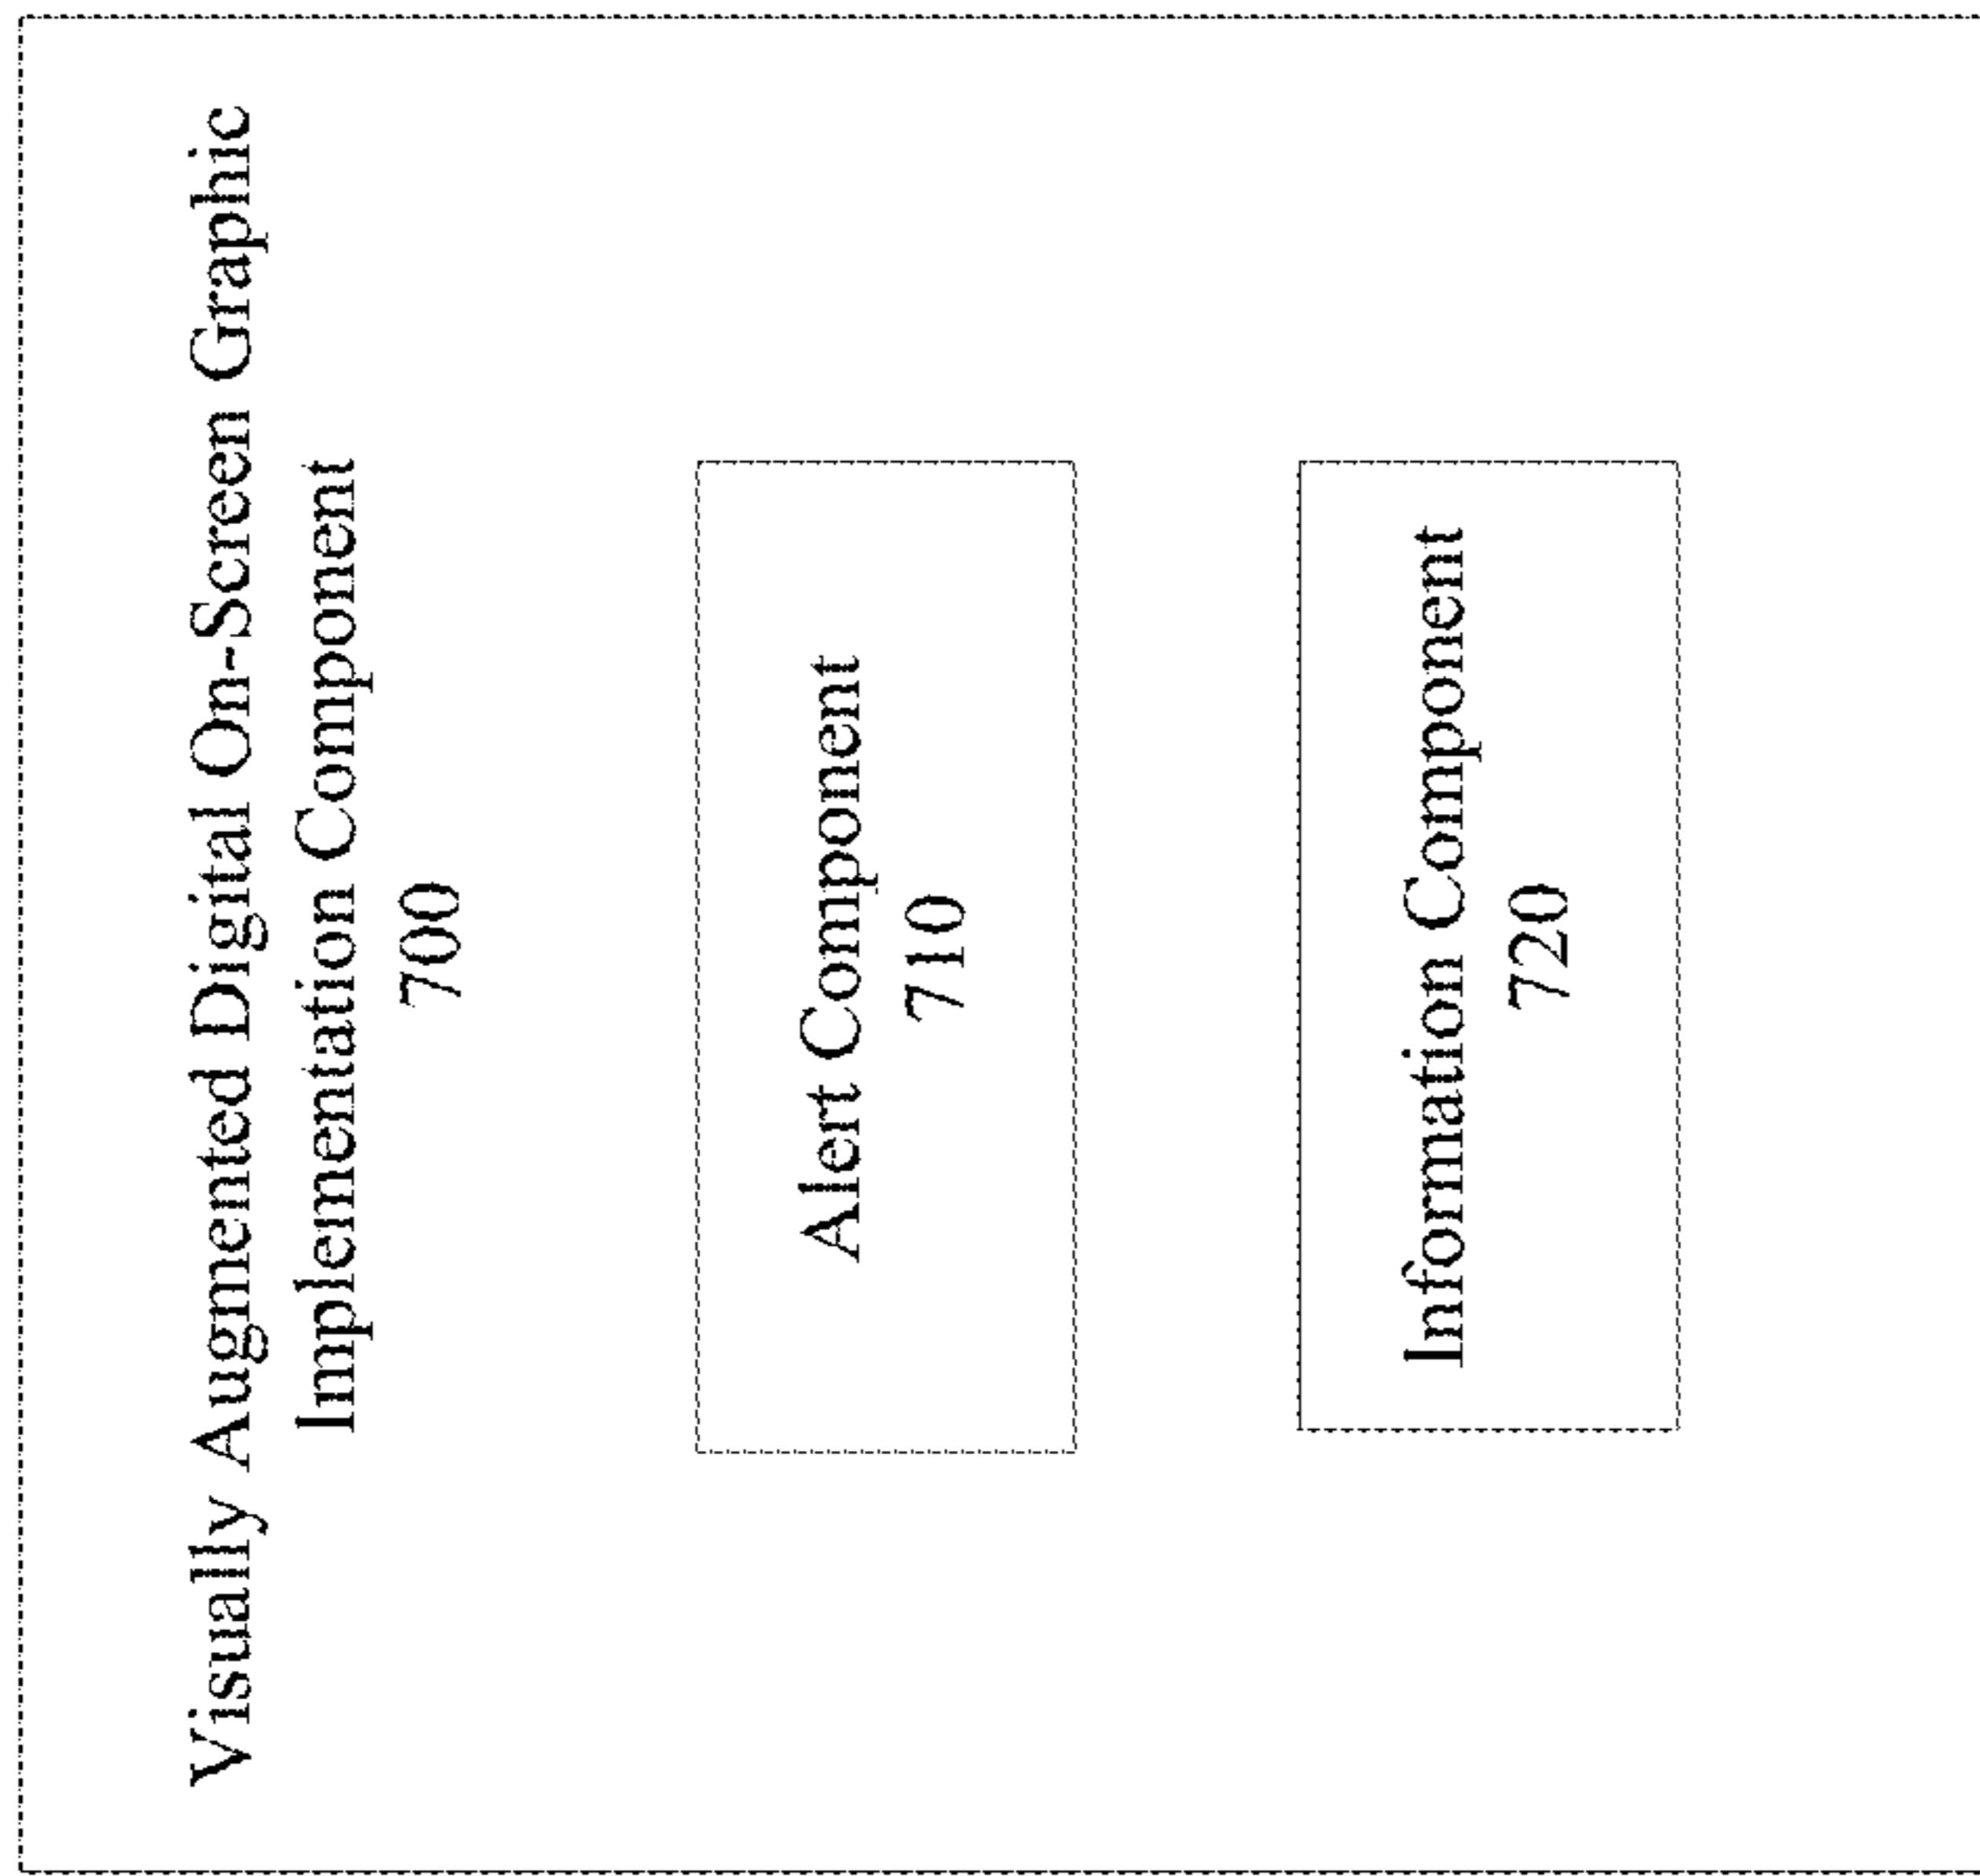 Visually Augmented Digital On-Screen Graphic
Implementation Component
700
Alert Component
710
Information Component
720